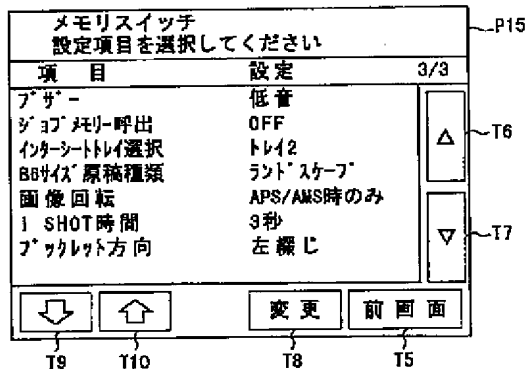 メモリスイッチ
設定項目を選択してください
P15
項 目 設定 3/3
ブザー 低音
ジョブメモリー呼出 OFF
インターシートトレイ選択 トレイ2
B6サイズ原稿種類 ランドスケープ
画像回転 APS/AMS時のみ
1 SHOT時間 3秒
ブックレット方向 左綴じ
△ T6
▽ T7
変更 前画面
T9 T10 T8 T5